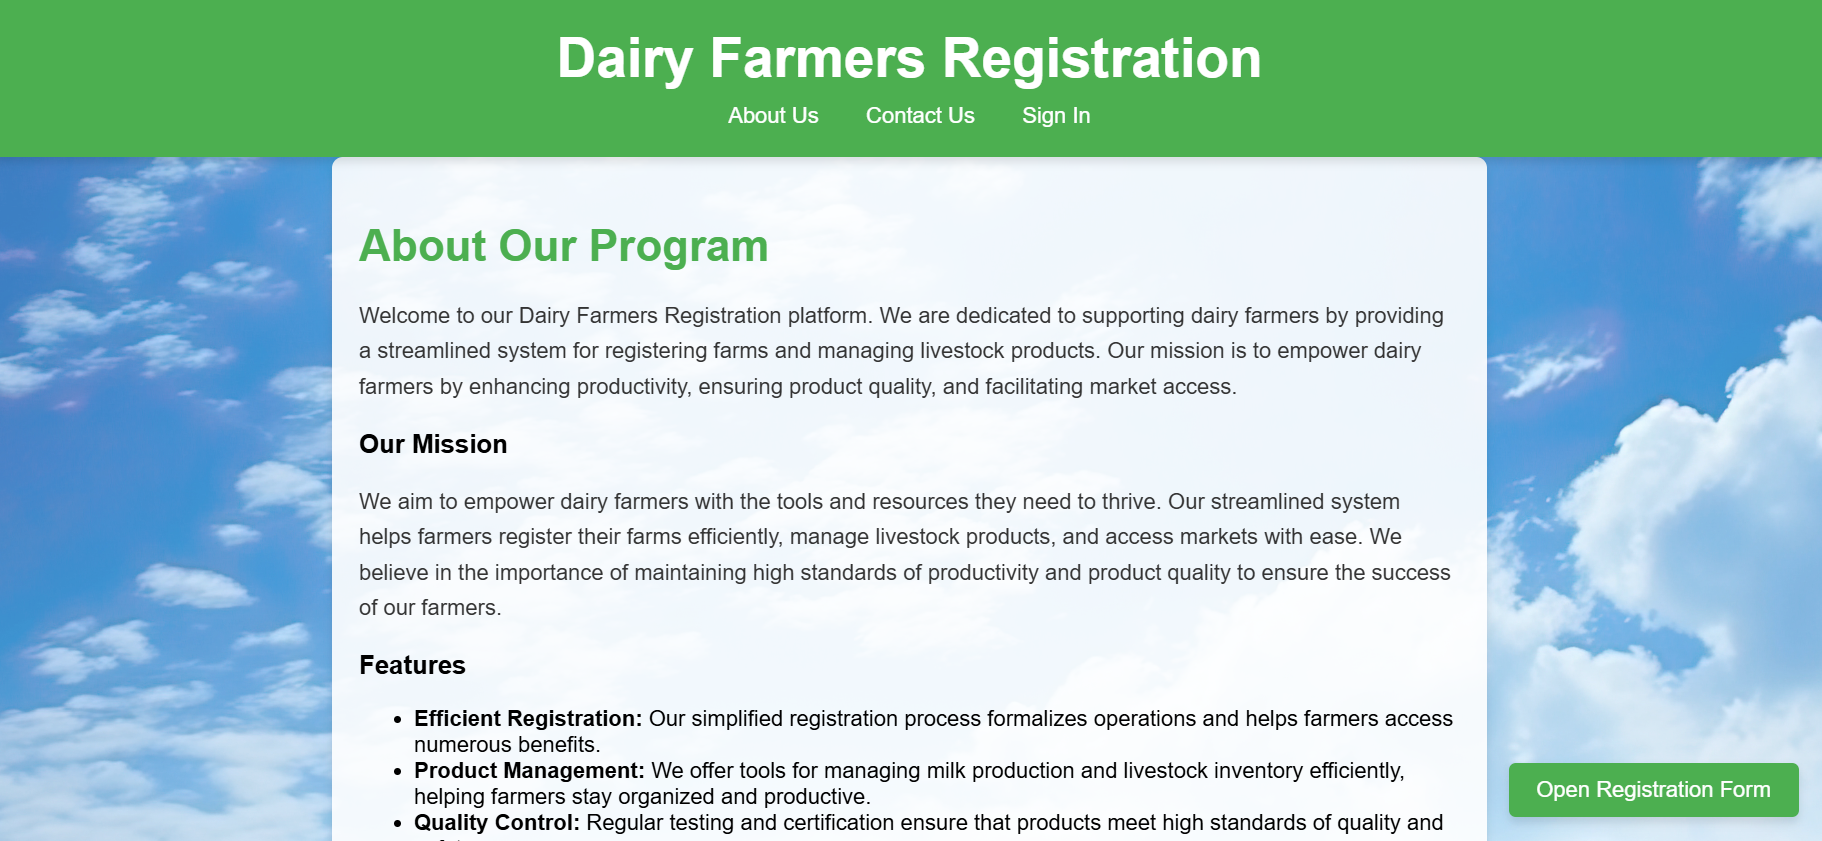 Dairy Farmers Registration
About Us Contact Us Sign In
About Our Program
Welcome to our Dairy Farmers Registration platform. We are dedicated to supporting dairy farmers by providing
a streamlined system for registering farms and managing livestock products. Our mission is to empower dairy
farmers by enhancing productivity, ensuring product quality, and facilitating market access.
Our Mission
We aim to empower dairy farmers with the tools and resources they need to thrive. Our streamlined system
helps farmers register their farms efficiently, manage livestock products, and access markets with ease. We
believe in the importance of maintaining high standards of productivity and product quality to ensure the success
of our farmers.
Features
Efficient Registration: Our simplified registration process formalizes operations and helps farmers access
numerous benefits.
Product Management: We offer tools for managing milk production and livestock inventory efficiently,
helping farmers stay organized and productive.
Quality Control: Regular testing and certification ensure that products meet high standards of quality and
Open Registration Form